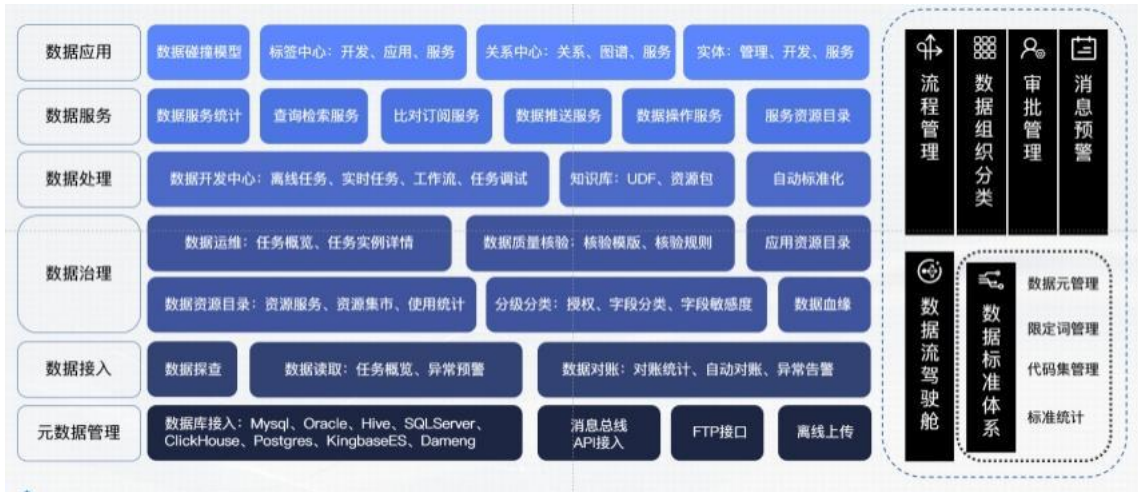 数据应用
数据碰撞模型
标签中心：开发、应用、服务
关系中心：关系、图谱、服务
实体：管理、开发、服务
数据服务
数据服务统计
查询检索服务
比对订阅服务
数据推送服务
数据操作服务
服务资源目录
数据处理
数据开发中心：离线任务、实时任务、工作流、任务调试
知识库：UDF、资源包
自动标准化
数据治理
数据运维：任务概览、任务实例详情
数据质量核验：核验模版、核验规则
应用资源目录
数据资源目录：资源服务、资源集市、使用统计
分级分类：授权、字段分类、字段敏感度
数据血缘
数据接入
数据探查
数据读取：任务概览、异常预警
数据对账：对账统计、自动对账、异常告警
元数据管理
数据库接入：Mysql、Oracle、Hive、SQLServer、
ClickHouse、Postgres、KingbaseES、Dameng
消息总线
API接入
FTP接口
离线上传
流程管理
数据组织分类
审批管理
消息预警
数据流驾驶舱
数据标准体系
数据元管理
限定词管理
代码集管理
标准统计